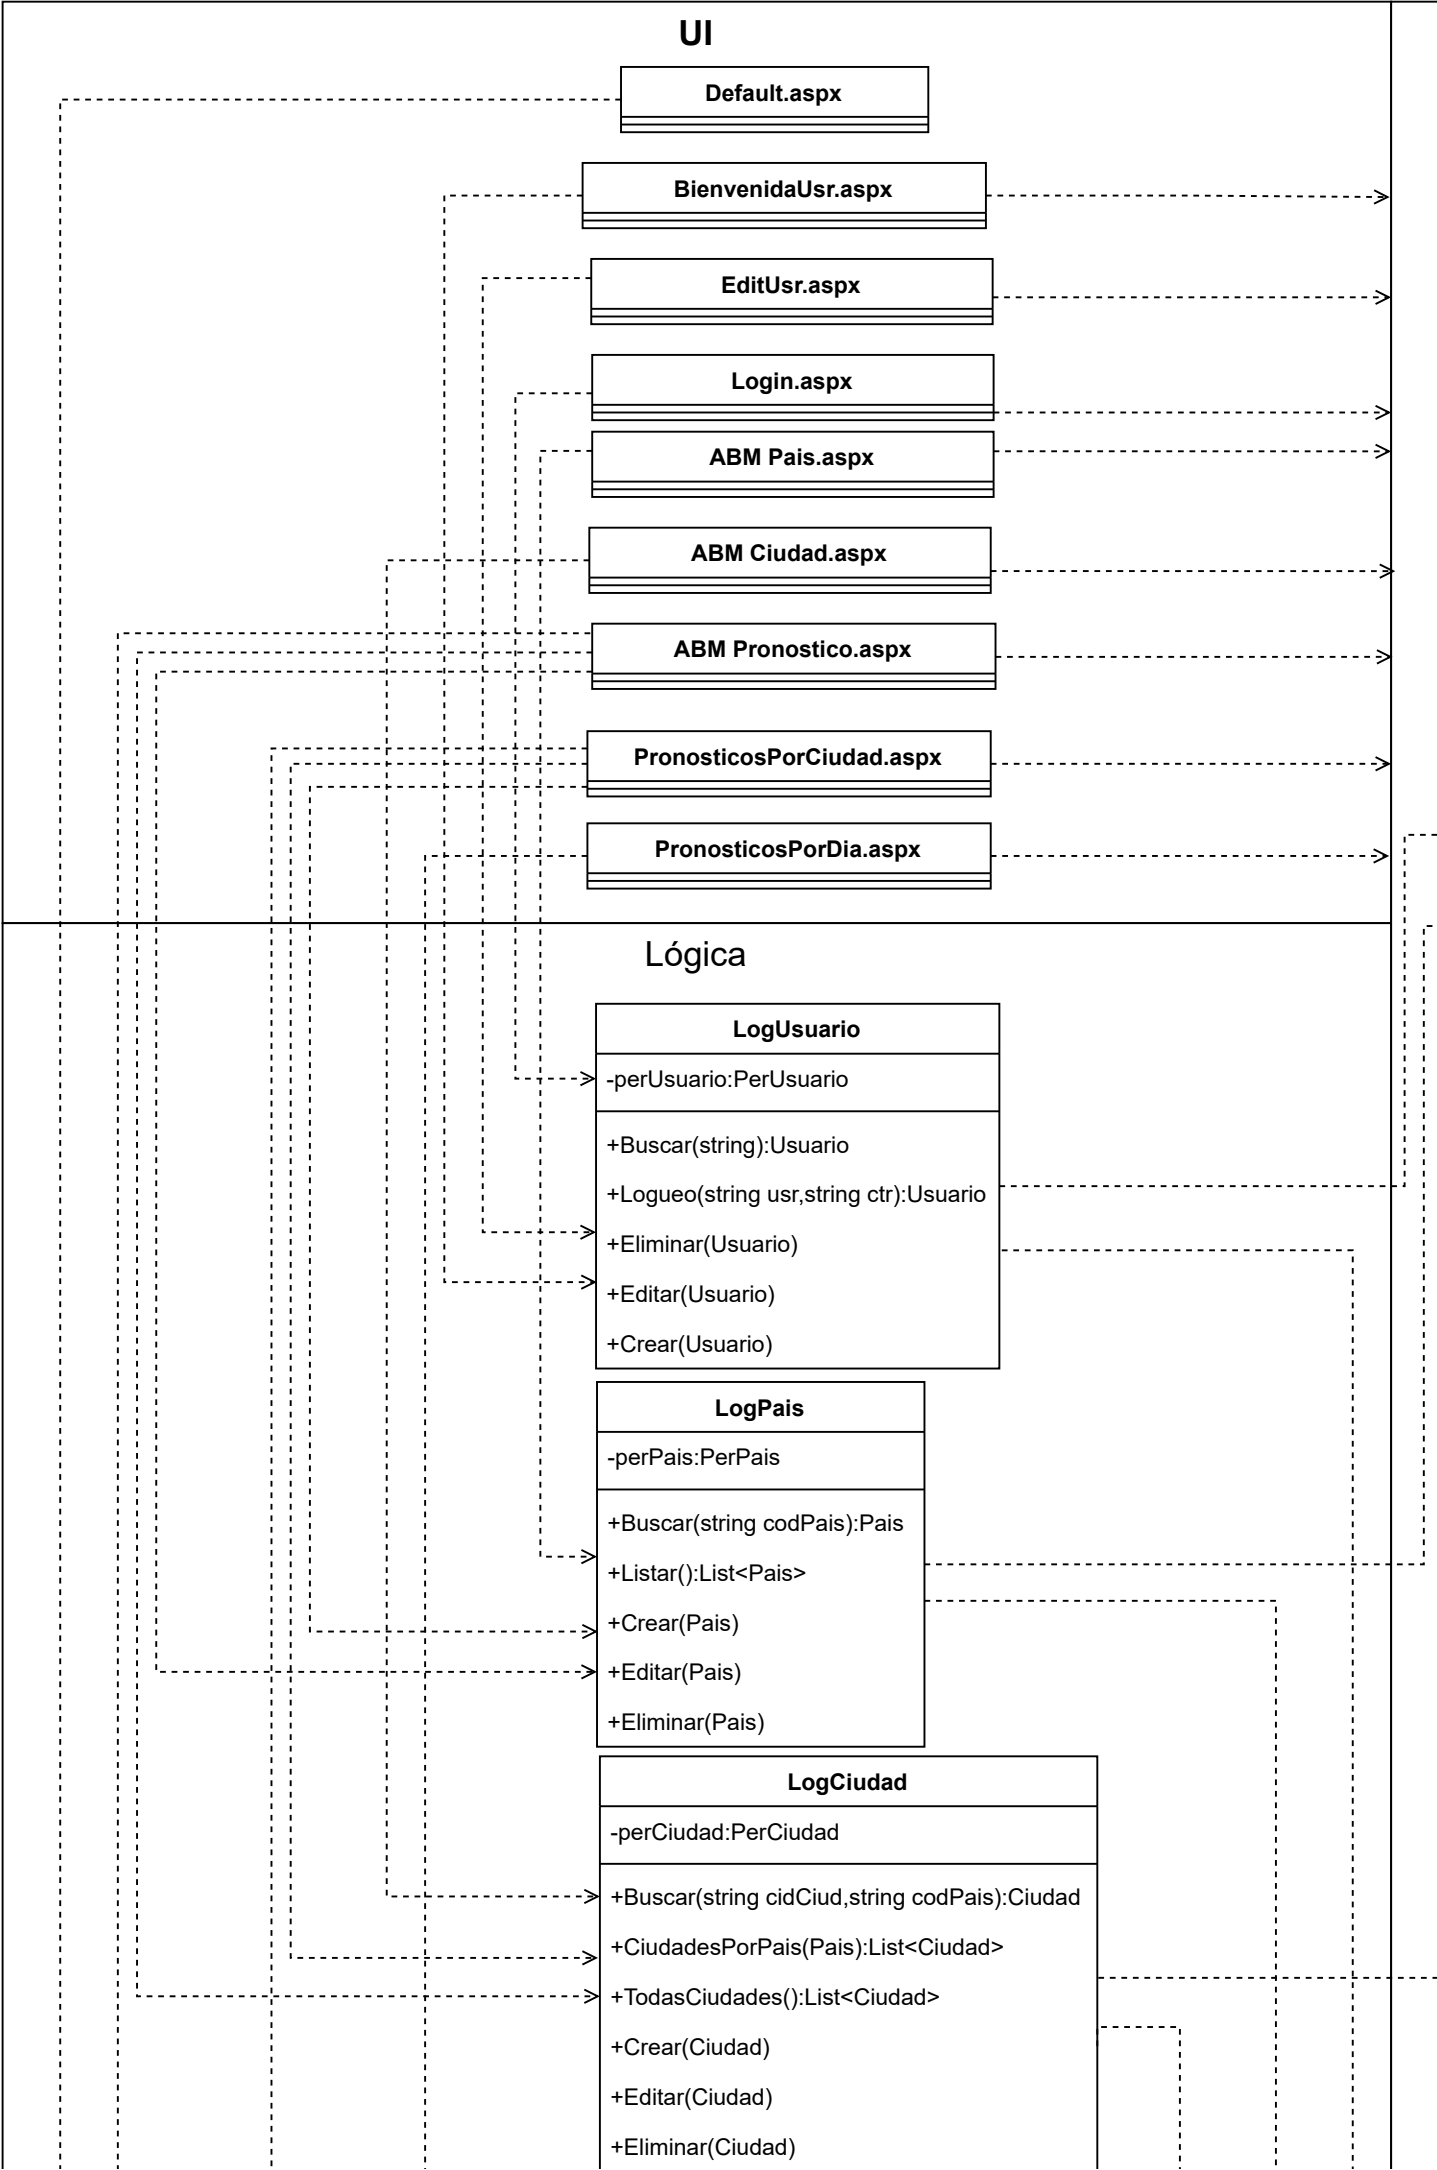 UI
Default.aspx
BienvenidaUsr.aspx
EditUsr.aspx
Login.aspx
ABM Pais.aspx
ABM Ciudad.aspx
ABM Pronostico.aspx
PronosticosPorCiudad.aspx
PronosticosPorDia.aspx
Lógica
LogUsuario
-perUsuario:PerUsuario
+Buscar(string):Usuario
+Logueo(string usr,string ctr):Usuario
+Eliminar(Usuario)
+Editar(Usuario)
+Crear(Usuario)
LogPais
-perPais:PerPais
+Buscar(string codPais):Pais
+Listar():List<Pais>
+Crear(Pais)
+Editar(Pais)
+Eliminar(Pais)
LogCiudad
-perCiudad:PerCiudad
+Buscar(string cidCiud,string codPais):Ciudad
+CiudadesPorPais(Pais):List<Ciudad>
+TodasCiudades():List<Ciudad>
+Crear(Ciudad)
+Editar(Ciudad)
+Eliminar(Ciudad)